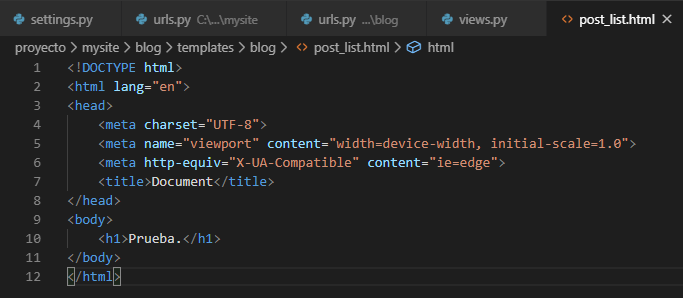 settings.py urls.py C:\...\mysite urls.py ...\blog views.py post_list.html
proyecto > mysite > blog > templates > blog > post_list.html > html
1 <!DOCTYPE html>
2 <html lang="en">
3 <head>
4     <meta charset="UTF-8">
5     <meta name="viewport" content="width=device-width, initial-scale=1.0">
6     <meta http-equiv="X-UA-Compatible" content="ie=edge">
7     <title>Document</title>
8 </head>
9 <body>
10     <h1>Prueba.</h1>
11 </body>
12 </html>